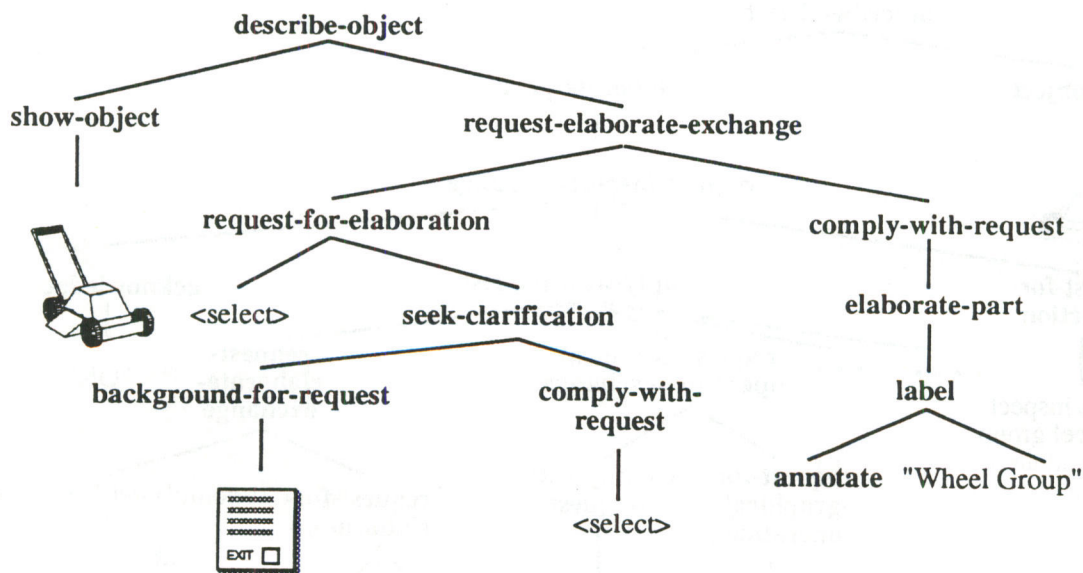 describe-object
show-object
request-elaborate-exchange
request-for-elaboration
comply-with-request
<select>
seek-clarification
elaborate-part
background-for-request
comply-with-
request
label
annotate "Wheel Group"
<select>
EXIT